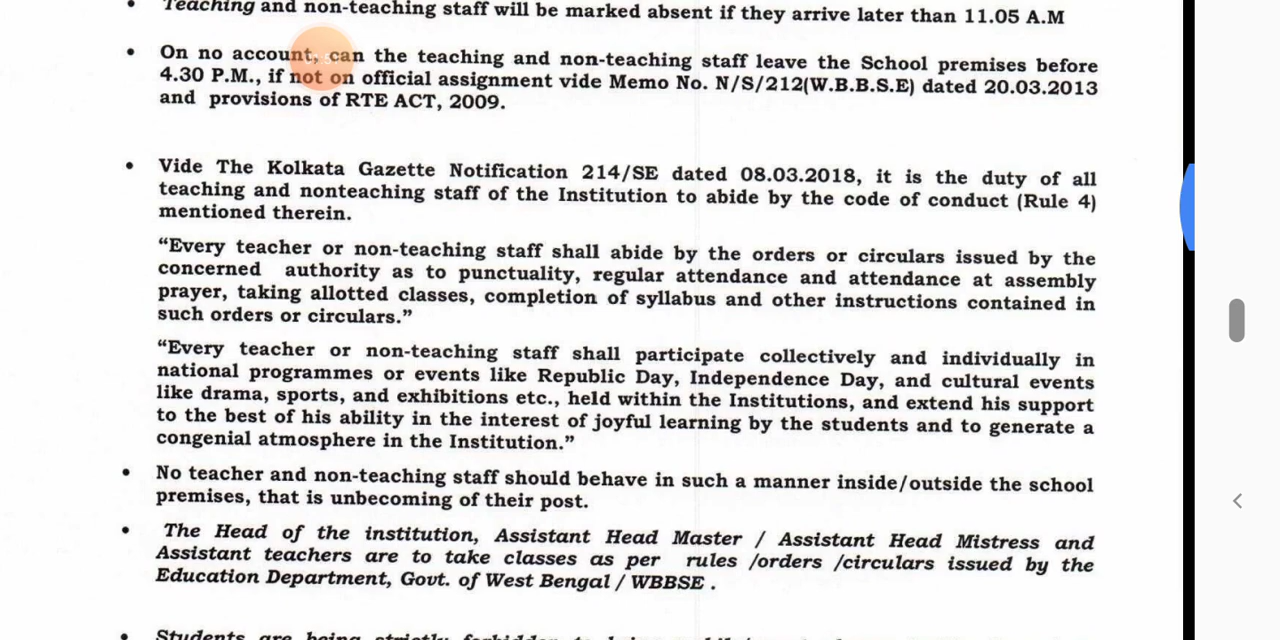 • Teaching and non-teaching staff will be marked absent if they arrive later than 11.05 A.M
• On no account, can the teaching and non-teaching staff leave the School premises before
4.30 P.M., if not on official assignment vide Memo No. N/S/212(W.B.B.S.E) dated 20.03.2013
and provisions of RTE ACT, 2009.
• Vide The Kolkata Gazette Notification 214/SE dated 08.03.2018, it is the duty of all
teaching and nonteaching staff of the Institution to abide by the code of conduct (Rule 4)
mentioned therein.
“Every teacher or non-teaching staff shall abide by the orders or circulars issued by the
concerned authority as to punctuality, regular attendance and attendance at assembly
prayer, taking allotted classes, completion of syllabus and other instructions contained in
such orders or circulars.”
“Every teacher or non-teaching staff shall participate collectively and individually in
national programmes or events like Republic Day, Independence Day, and cultural events
like drama, sports, and exhibitions etc., held within the Institutions, and extend his support
to the best of his ability in the interest of joyful learning by the students and to generate a
congenial atmosphere in the Institution.”
• No teacher and non-teaching staff should behave in such a manner inside/outside the school
premises, that is unbecoming of their post.
• The Head of the institution, Assistant Head Master / Assistant Head Mistress and
Assistant teachers are to take classes as per rules /orders /circulars issued by the
Education Department, Govt. of West Bengal / WBBSE .
• Students are being strictly forbidden to